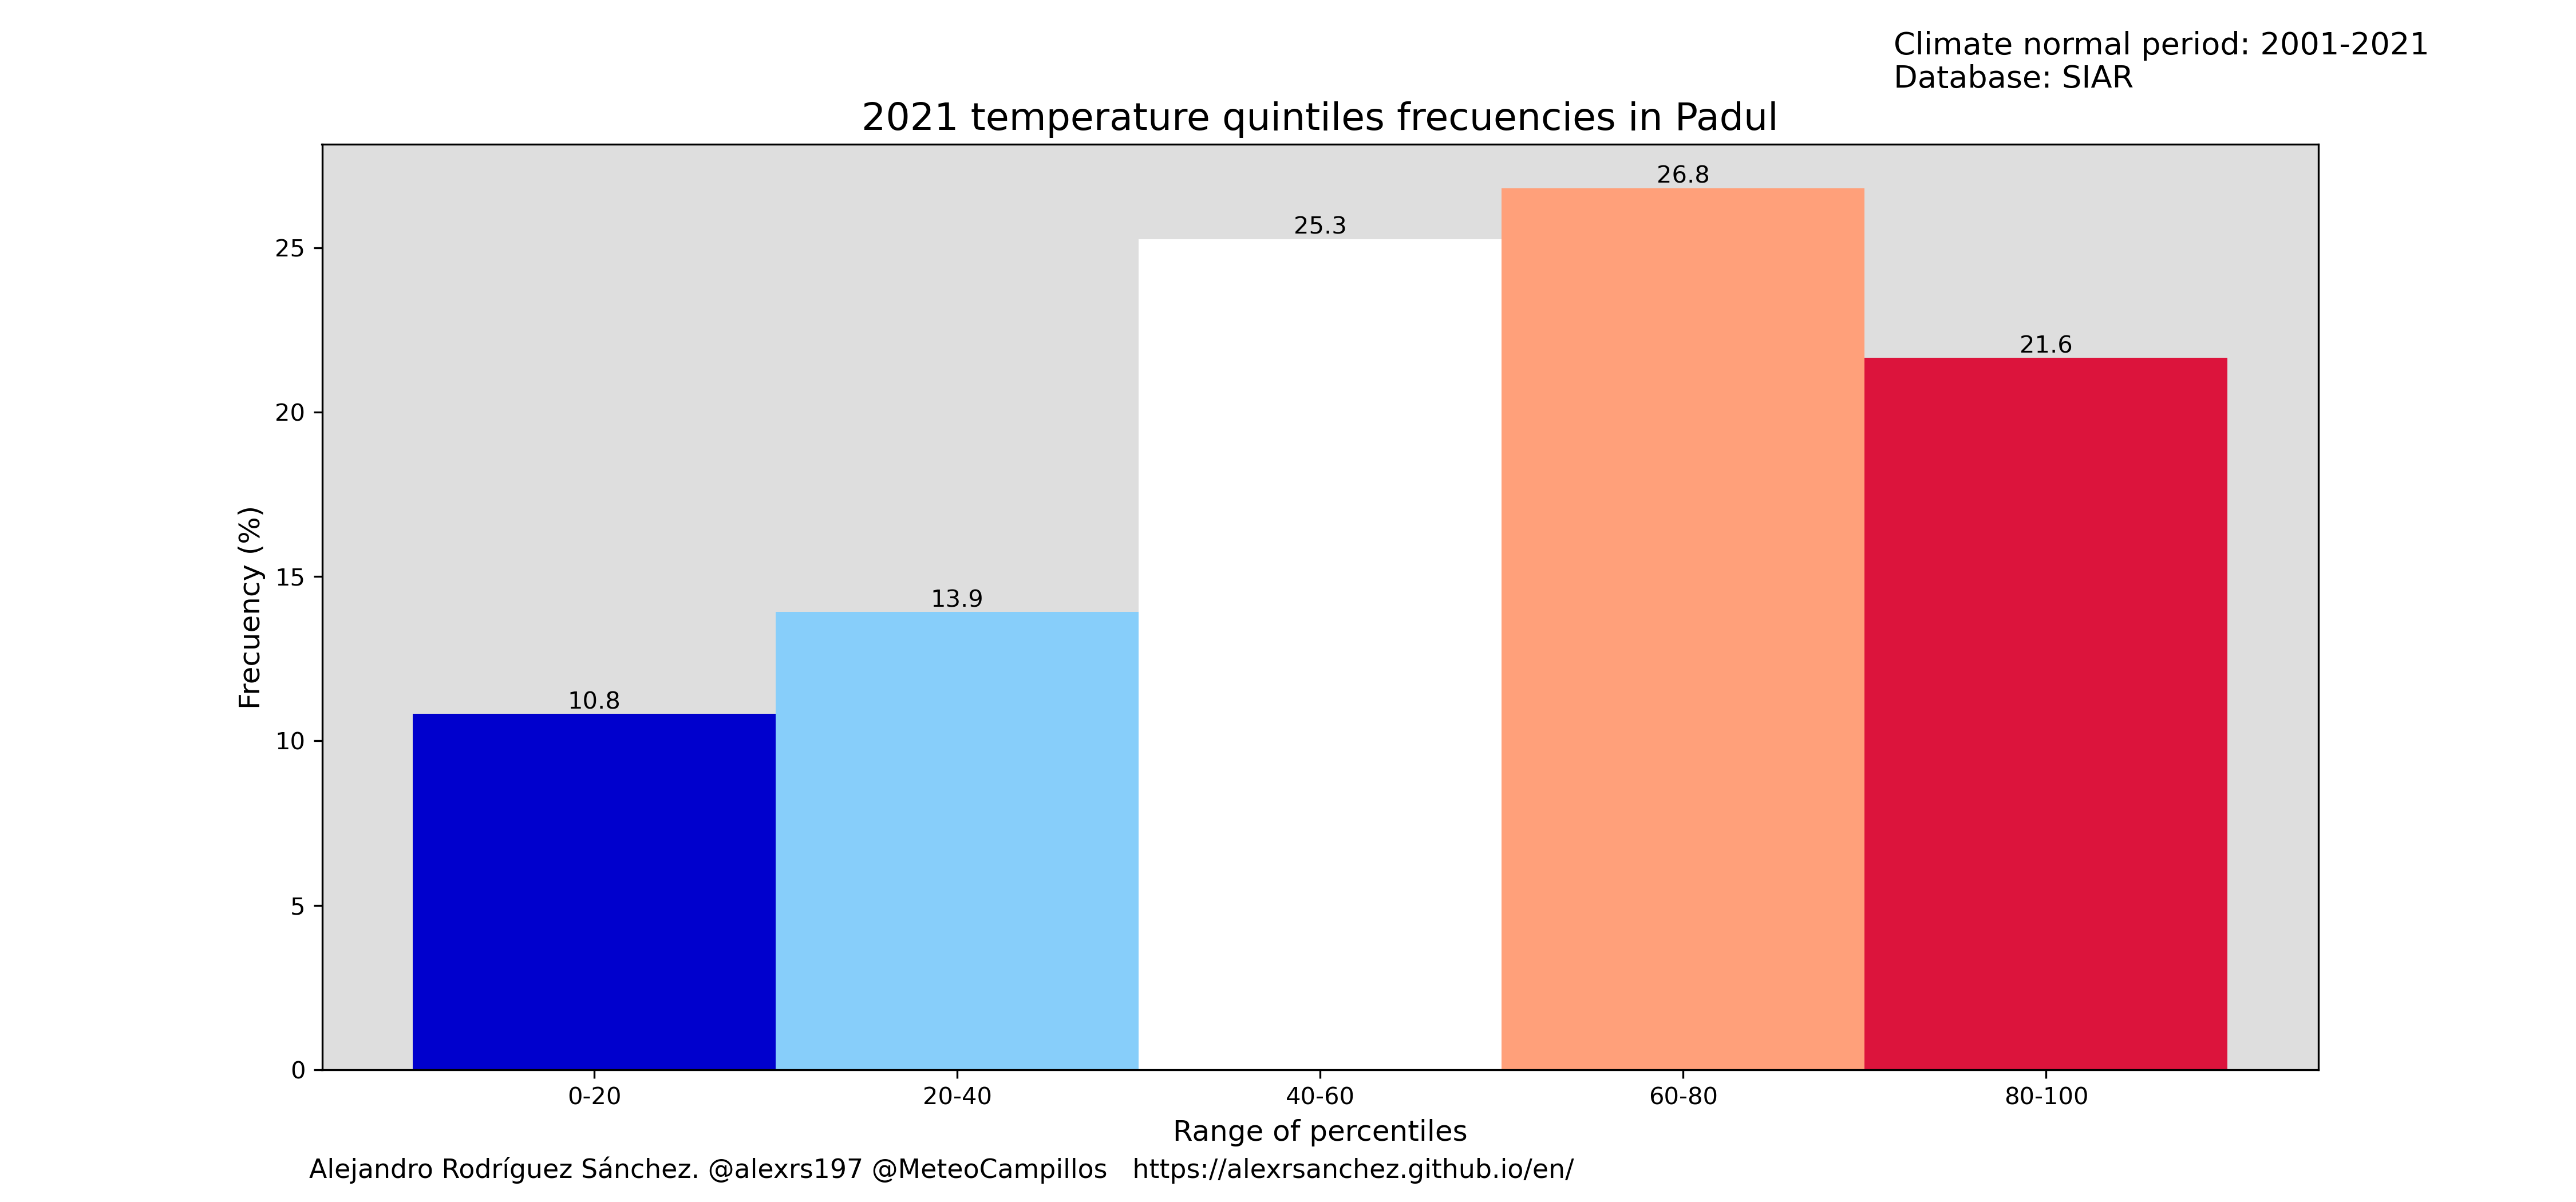 Climate normal period: 2001-2021
Database: SIAR
2021 temperature quintiles frecuencies in Padul
Frecuency (%)
25
20
15
10
5
0
10.8
13.9
25.3
26.8
21.6
0-20
20-40
40-60
60-80
80-100
Range of percentiles
Alejandro Rodríguez Sánchez. @alexrs197 @MeteoCampillos https://alexrsanchez.github.io/en/